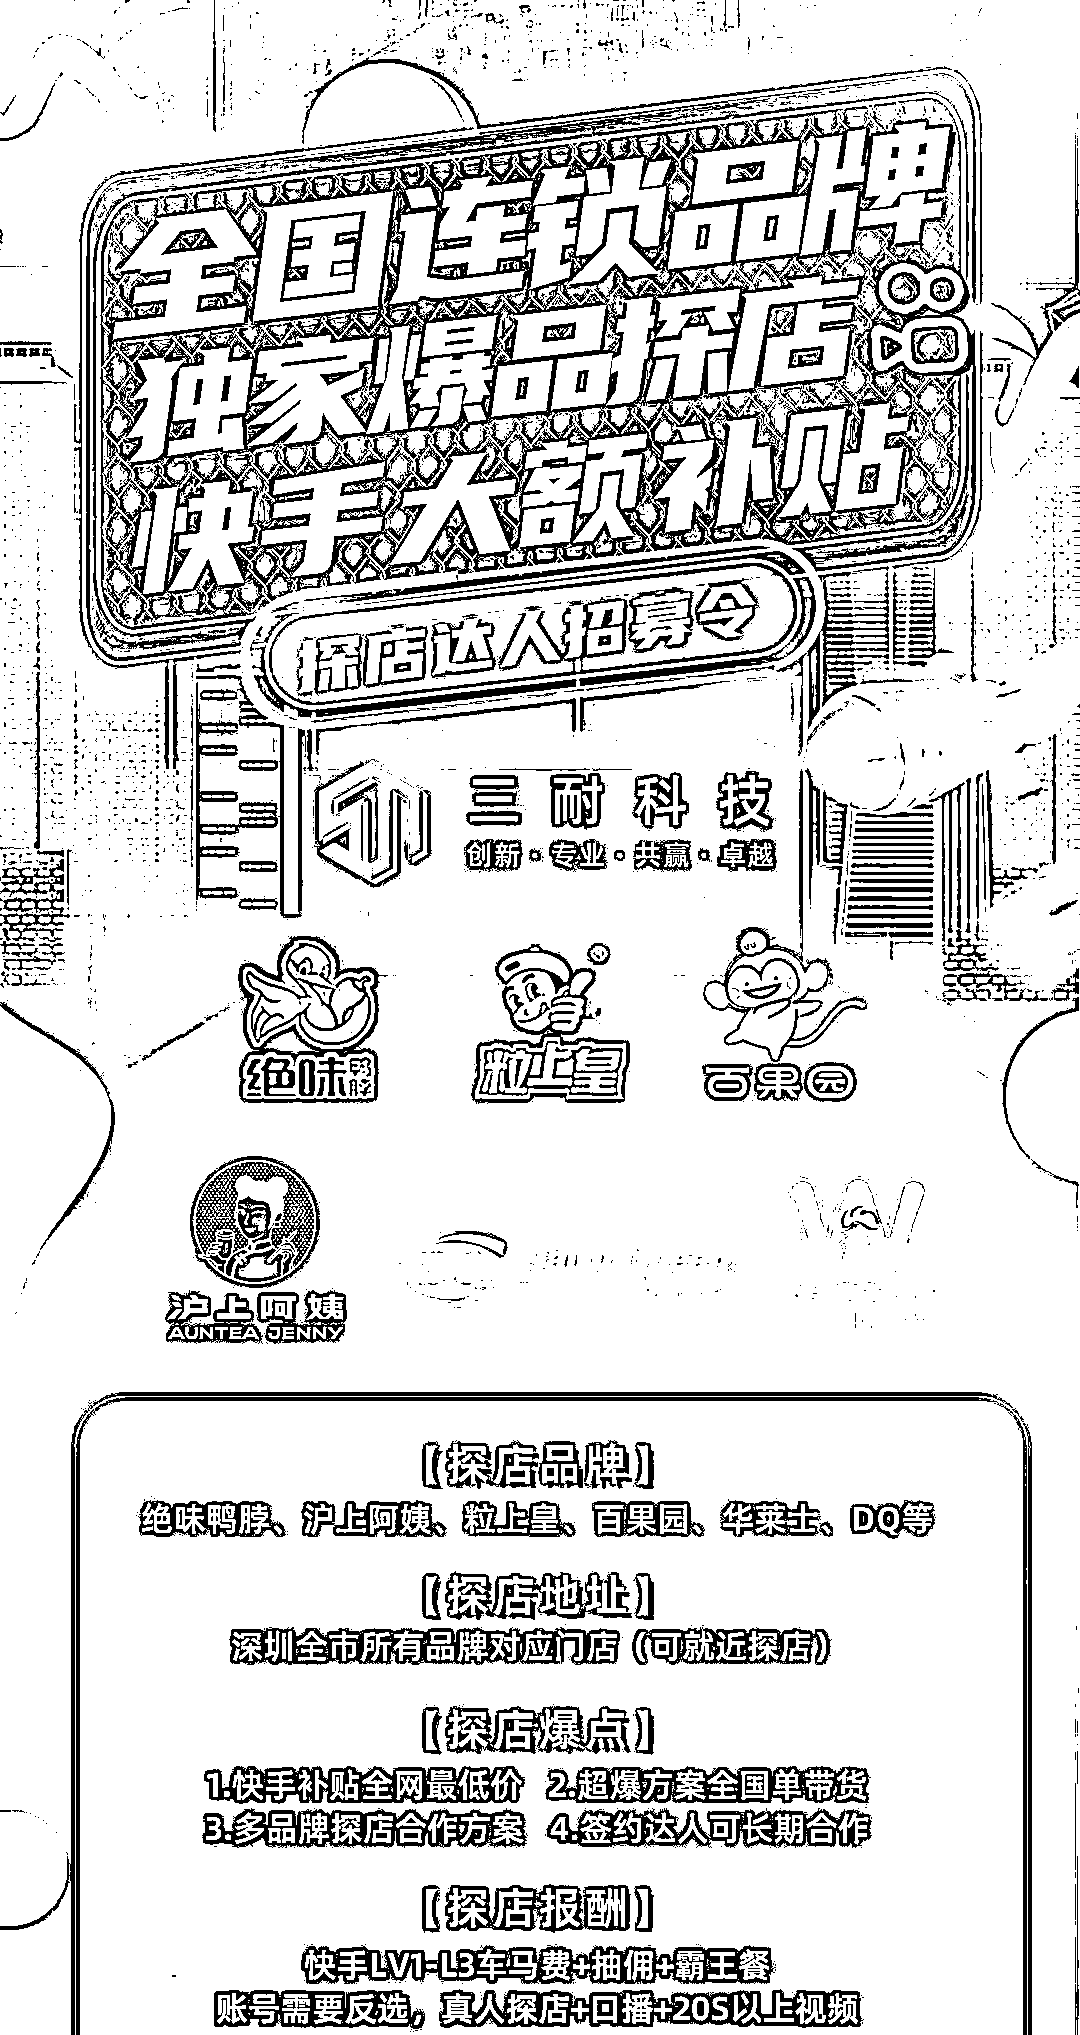 全国连锁品牌
独家爆品探店
快手大额补贴
探店达人招募令
三耐科技
创新·专业·共赢·卓越
绝味鸭脖
粒上皇
百果园
沪上阿姨
AUNTEA JENNY
【探店品牌】
绝味鸭脖、沪上阿姨、粒上皇、百果园、华莱士、DQ等
【探店地址】
深圳全市所有品牌对应门店（可就近探店）
【探店爆点】
1.快手补贴全网最低价 2.超爆方案全国单带货
3.多品牌探店合作方案 4.签约达人可长期合作
【探店报酬】
快手LV1-L3车马费+抽佣+霸王餐
账号需要反选，真人探店+口播+20S以上视频